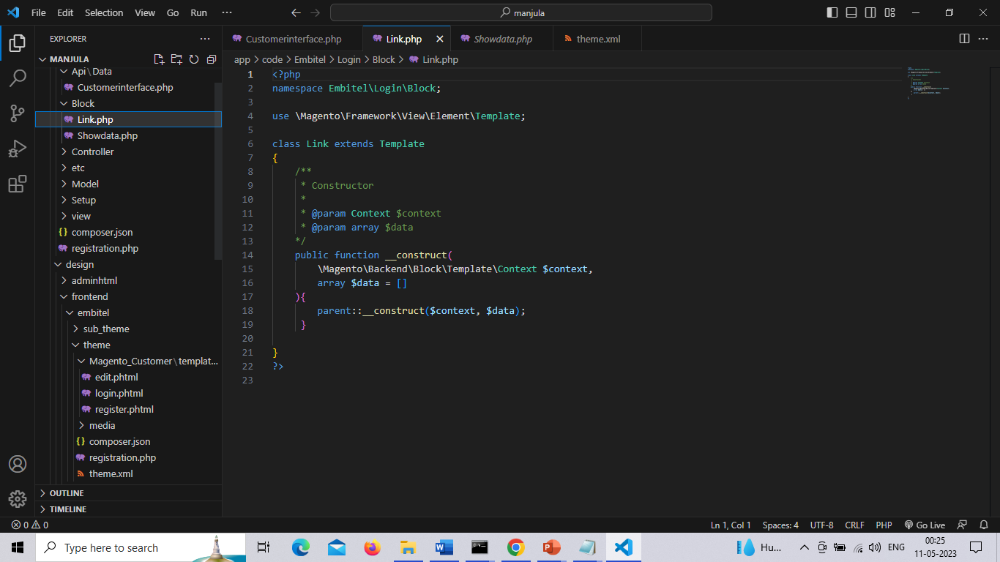 File Edit Selection View Go Run ··· manjula
EXPLORER ···
Customerinterface.php Link.php Showdata.php theme.xml ···
MANJULA
app > code > Embitel > Login > Block > Link.php
Api\Data
Customerinterface.php
Block
Link.php
Showdata.php
Controller
etc
Model
Setup
view
composer.json
registration.php
design
adminhtml
frontend
embitel
sub_theme
theme
Magento_Customer\templat...
edit.phtml
login.phtml
register.phtml
media
composer.json
registration.php
theme.xml
OUTLINE
TIMELINE
1 <?php
2 namespace Embitel\Login\Block;
3
4 use \Magento\Framework\View\Element\Template;
5
6 class Link extends Template
7 {
8 /**
9 * Constructor
10 *
11 * @param Context $context
12 * @param array $data
13 */
14 public function __construct(
15 \Magento\Backend\Block\Template\Context $context,
16 array $data = []
17 ){
18 parent::__construct($context, $data);
19 }
20
21 }
22 ?>
23
0 0 Ln 1, Col 1 Spaces: 4 UTF-8 CRLF PHP Go Live
Type here to search Hu... ENG 00:25
11-05-2023